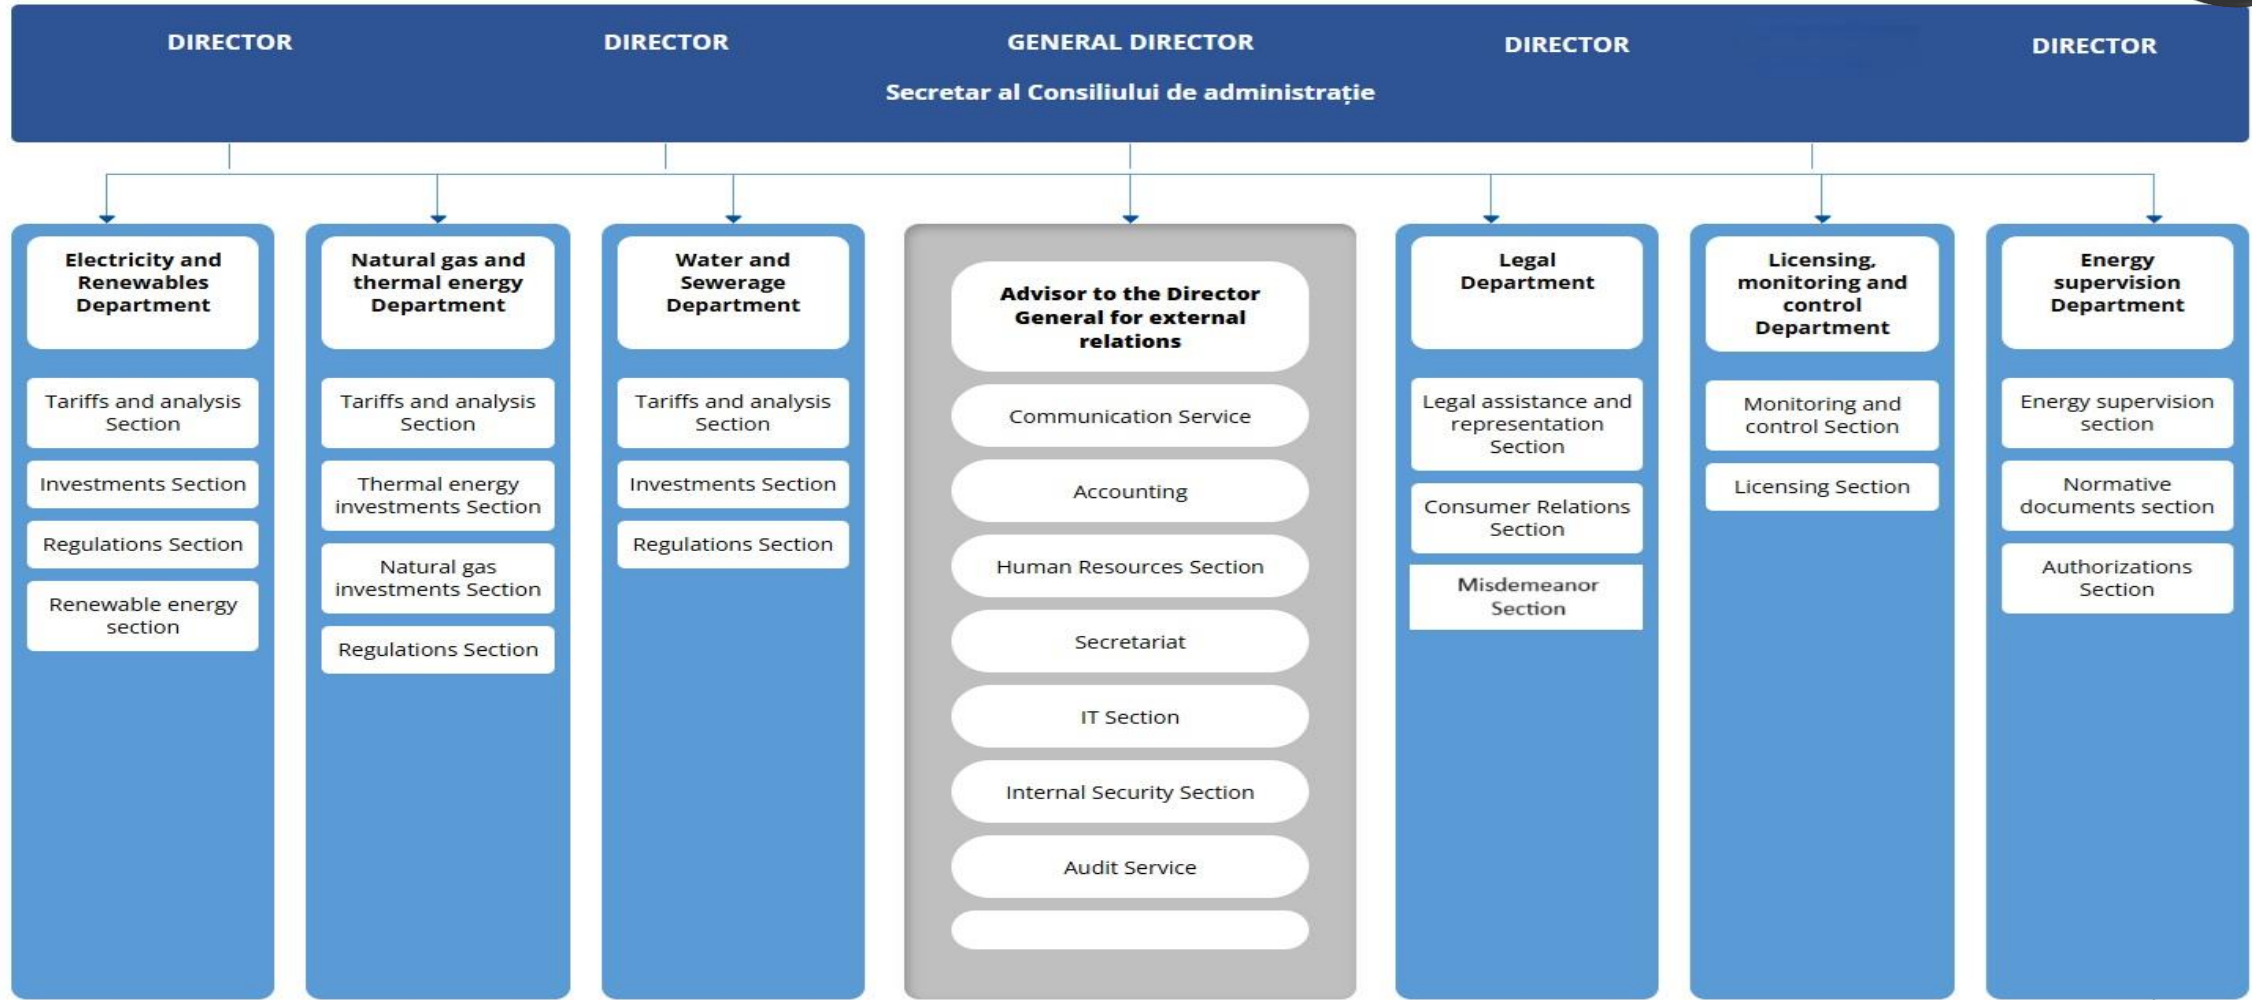 DIRECTOR
DIRECTOR
GENERAL DIRECTOR
DIRECTOR
DIRECTOR
Secretar al Consiliului de administrație
Electricity and
Renewables
Department
Tariffs and analysis
Section
Investments Section
Regulations Section
Renewable energy
section
Natural gas and
thermal energy
Department
Tariffs and analysis
Section
Thermal energy
investments Section
Natural gas
investments Section
Regulations Section
Water and
Sewerage
Department
Tariffs and analysis
Section
Investments Section
Regulations Section
Advisor to the Director
General for external
relations
Communication Service
Accounting
Human Resources Section
Secretariat
IT Section
Internal Security Section
Audit Service
Legal
Department
Legal assistance and
representation
Section
Consumer Relations
Section
Misdemeanor
Section
Licensing,
monitoring and
control
Department
Monitoring and
control Section
Licensing Section
Energy
supervision
Department
Energy supervision
section
Normative
documents section
Authorizations
Section